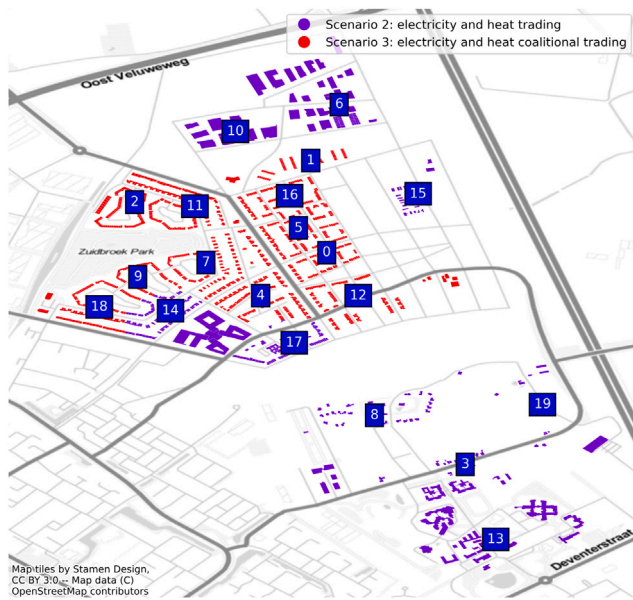 Scenario 2: electricity and heat trading
Scenario 3: electricity and heat coalitional trading
Oost Veluweweg
6
10
1
15
16
2
11
5
0
Zuidbroek Park
7
9
4
12
18
14
17
19
8
3
13
Deventerstraat
Map tiles by Stamen Design,
CC BY 3.0 -- Map data (C)
OpenStreetMap contributors